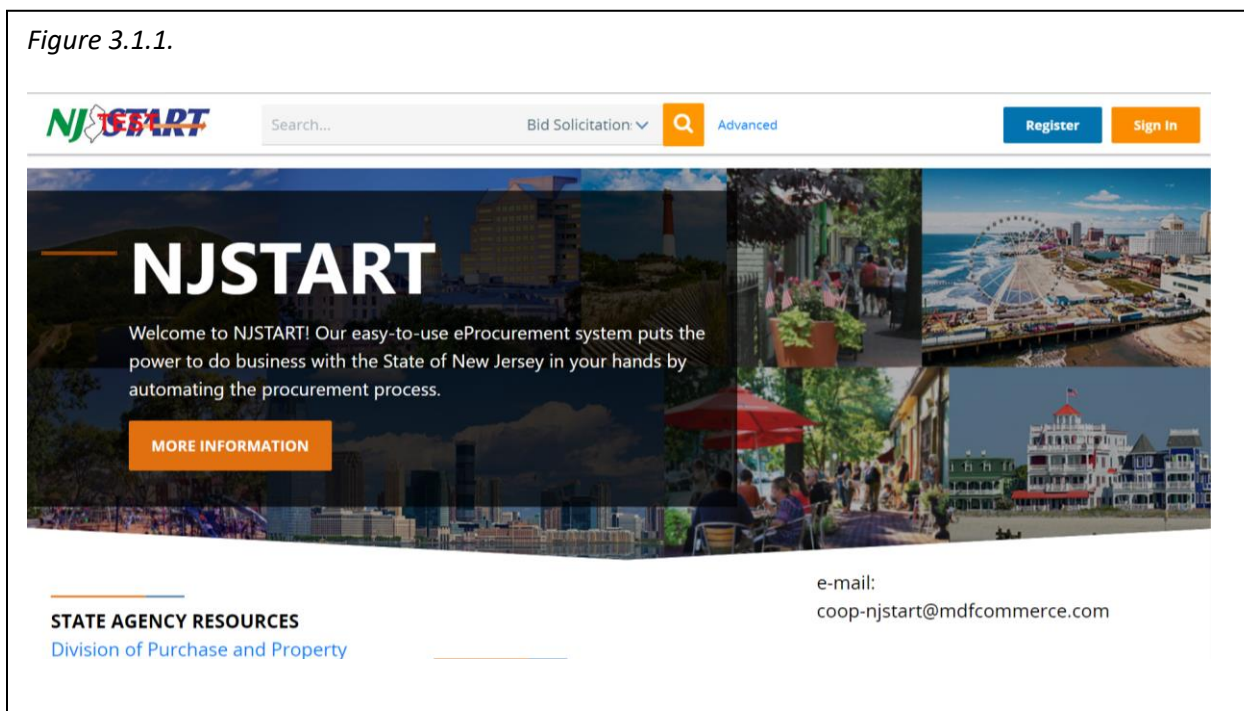 Figure 3.1.1.
NJSTART
TEST
Search...
Bid Solicitation:
Advanced
Register
Sign In
NJSTART
Welcome to NJSTART! Our easy-to-use eProcurement system puts the
power to do business with the State of New Jersey in your hands by
automating the procurement process.
MORE INFORMATION
e-mail:
coop-njstart@mdfcommerce.com
STATE AGENCY RESOURCES
Division of Purchase and Property